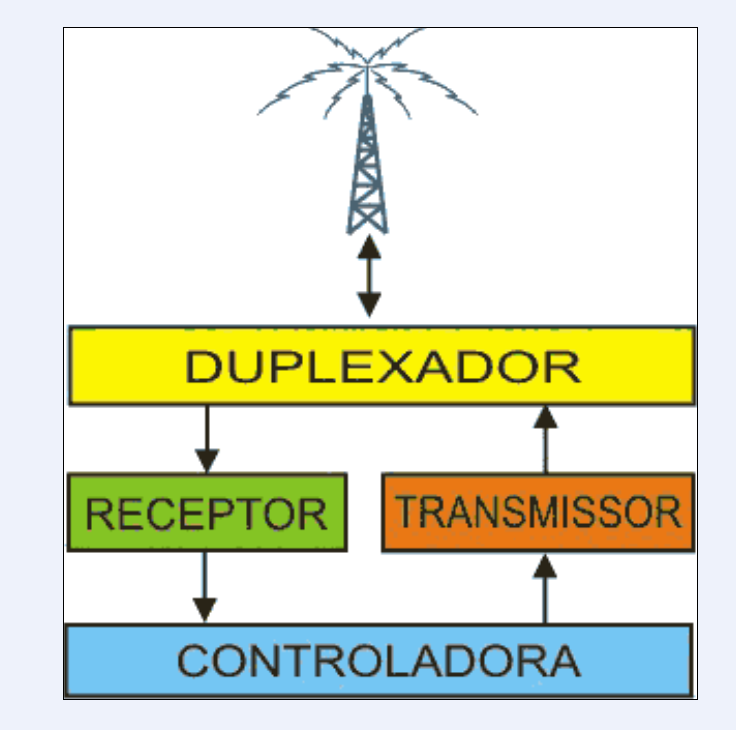 DUPLEXADOR
RECEPTOR
TRANSMISSOR
CONTROLADORA